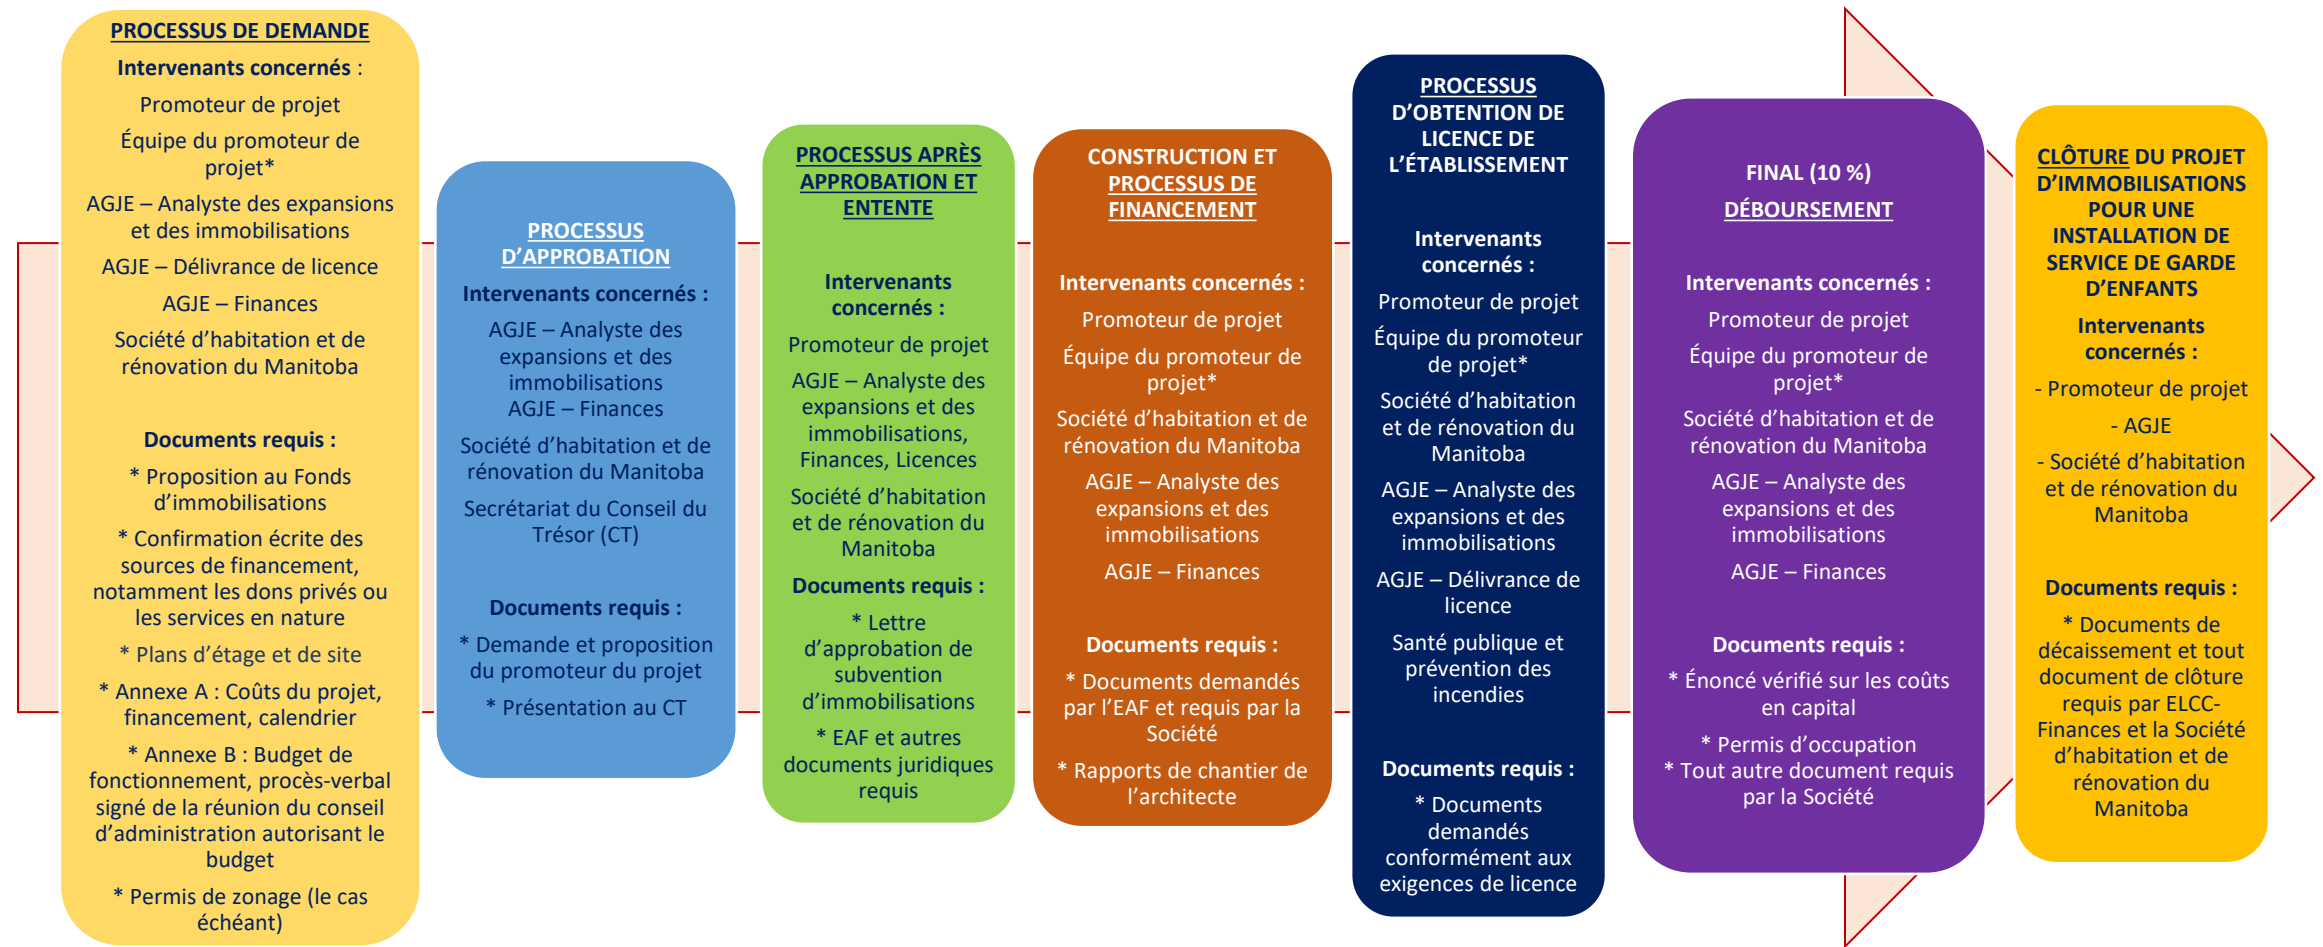 PROCESSUS DE DEMANDE
Intervenants concernés :
Promoteur de projet
Équipe du promoteur de
projet*
AGJE – Analyste des expansions
et des immobilisations
AGJE – Délivrance de licence
AGJE – Finances
Société d’habitation et de
rénovation du Manitoba
Documents requis :
* Proposition au Fonds
d’immobilisations
* Confirmation écrite des
sources de financement,
notamment les dons privés ou
les services en nature
* Plans d’étage et de site
* Annexe A : Coûts du projet,
financement, calendrier
* Annexe B : Budget de
fonctionnement, procès-verbal
signé de la réunion du conseil
d’administration autorisant le
budget
* Permis de zonage (le cas
échéant)
PROCESSUS
D’APPROBATION
Intervenants concernés :
AGJE – Analyste des
expansions et des
immobilisations
AGJE – Finances
Société d’habitation et de
rénovation du Manitoba
Secrétariat du Conseil du
Trésor (CT)
Documents requis :
* Demande et proposition
du promoteur du projet
* Présentation au CT
PROCESSUS APRÈS
APPROBATION ET
ENTENTE
Intervenants
concernés :
Promoteur de projet
AGJE – Analyste des
expansions et des
immobilisations,
Finances, Licences
Société d’habitation
et de rénovation du
Manitoba
Documents requis :
* Lettre
d’approbation de
subvention
d’immobilisations
* EAF et autres
documents juridiques
requis
CONSTRUCTION ET
PROCESSUS DE
FINANCEMENT
Intervenants concernés :
Promoteur de projet
Équipe du promoteur de
projet*
Société d’habitation et de
rénovation du Manitoba
AGJE – Analyste des
expansions et des
immobilisations
AGJE – Finances
Documents requis :
* Documents demandés
par l’EAF et requis par la
Société
* Rapports de chantier de
l’architecte
PROCESSUS
D’OBTENTION DE
LICENCE DE
L’ÉTABLISSEMENT
Intervenants
concernés :
Promoteur de projet
Équipe du promoteur
de projet*
Société d’habitation
et de rénovation du
Manitoba
AGJE – Analyste des
expansions et des
immobilisations
AGJE – Délivrance de
licence
Santé publique et
prévention des
incendies
Documents requis :
* Documents
demandés
conformément aux
exigences de licence
FINAL (10 %)
DÉBOURSEMENT
Intervenants concernés :
Promoteur de projet
Équipe du promoteur de
projet*
Société d’habitation et de
rénovation du Manitoba
AGJE – Analyste des
expansions et des
immobilisations
AGJE – Finances
Documents requis :
* Énoncé vérifié sur les coûts
en capital
* Permis d’occupation
* Tout autre document requis
par la Société
CLÔTURE DU PROJET
D’IMMOBILISATIONS
POUR UNE
INSTALLATION DE
SERVICE DE GARDE
D’ENFANTS
Intervenants
concernés :
- Promoteur de projet
- AGJE
- Société d’habitation
et de rénovation du
Manitoba
Documents requis :
* Documents de
décaissement et tout
document de clôture
requis par ELCC-
Finances et la Société
d’habitation et de
rénovation du
Manitoba